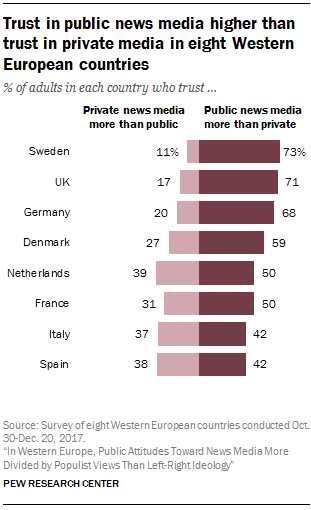 Trust in public news media higher than
trust in private media in eight Western
European countries
% of adults in each country who trust ...
Private news media more than public
Public news media more than private
Sweden 11% 73%
UK 17 71
Germany 20 68
Denmark 27 59
Netherlands 39 50
France 31 50
Italy 37 42
Spain 38 42
Source: Survey of eight Western European countries conducted Oct.
30-Dec. 20, 2017.
“In Western Europe, Public Attitudes Toward News Media More
Divided by Populist Views Than Left-Right Ideology”
PEW RESEARCH CENTER